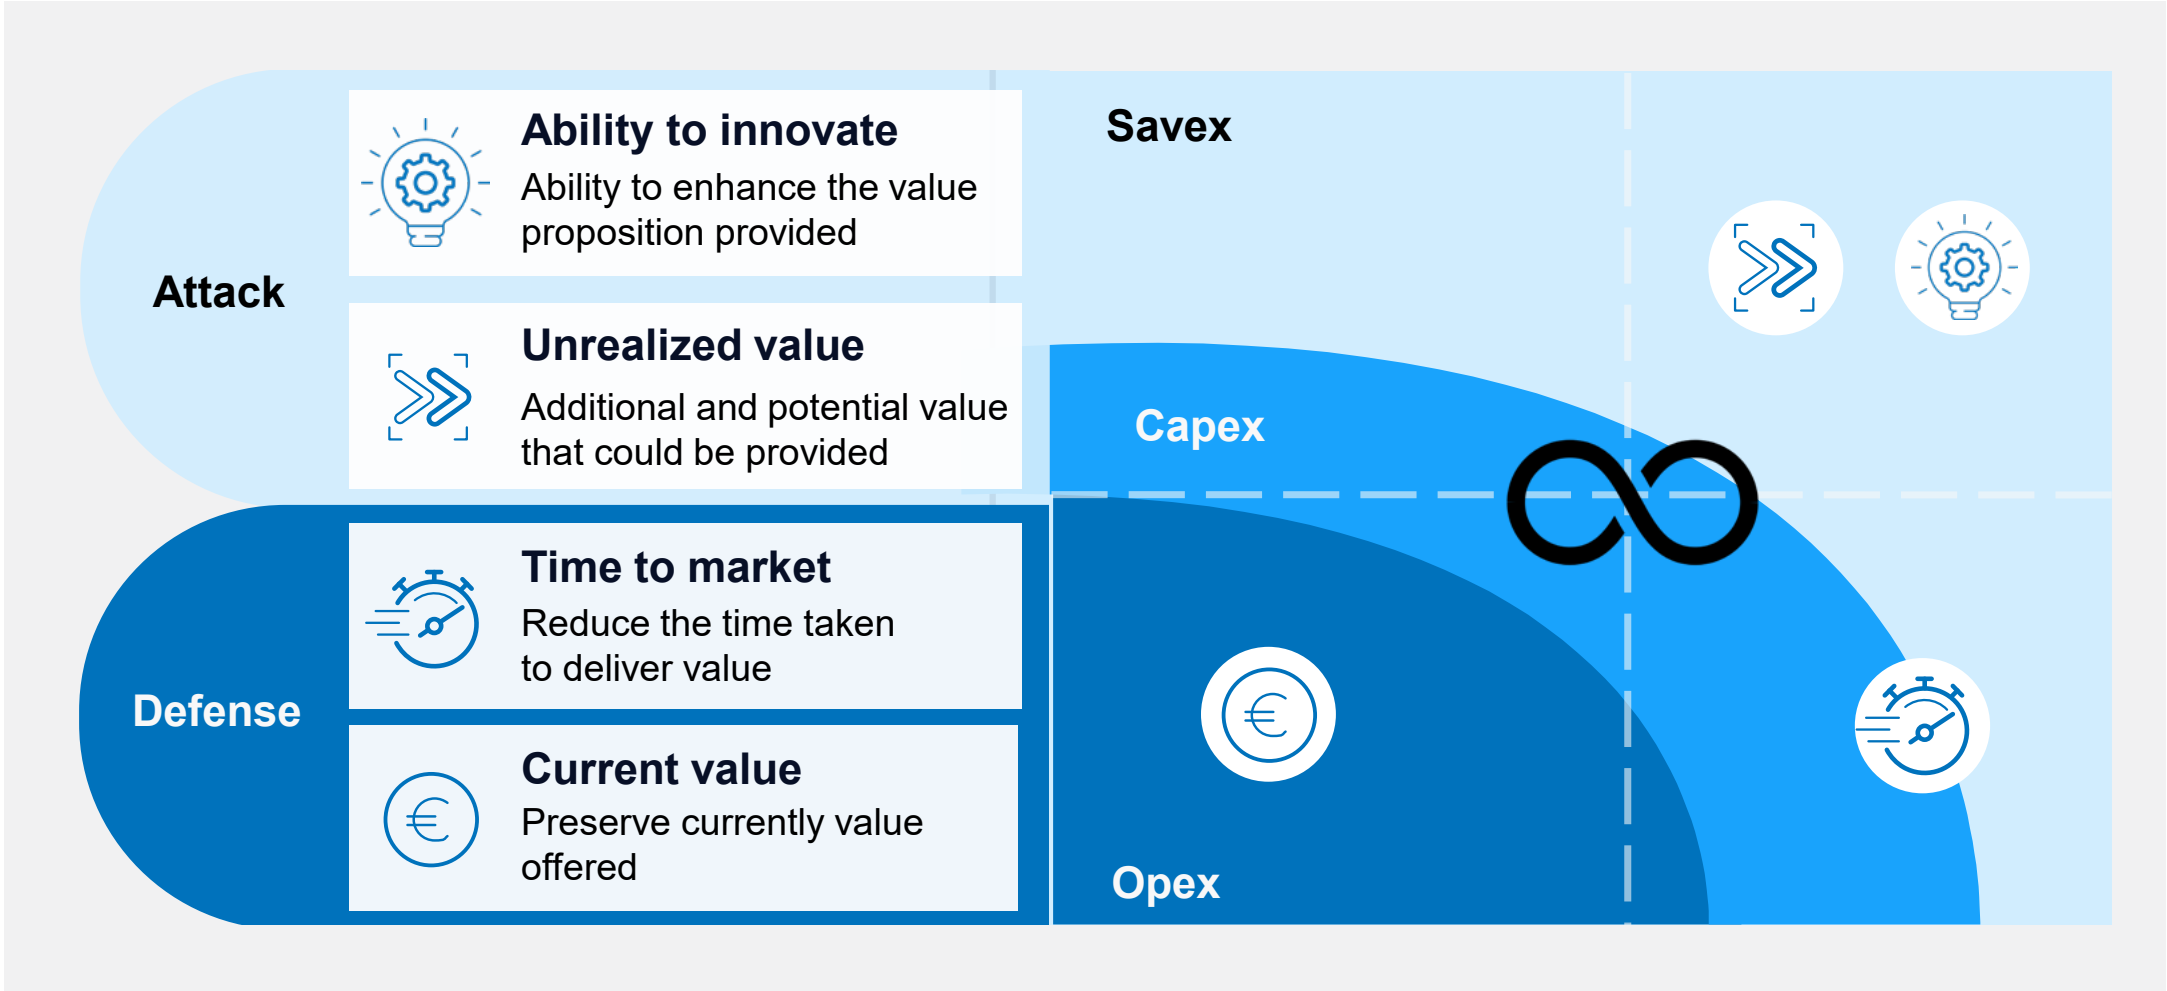 Attack
Ability to innovate
Ability to enhance the value
proposition provided
Unrealized value
Additional and potential value
that could be provided
Defense
Time to market
Reduce the time taken
to deliver value
Current value
Preserve currently value
offered
Savex
Capex
Opex